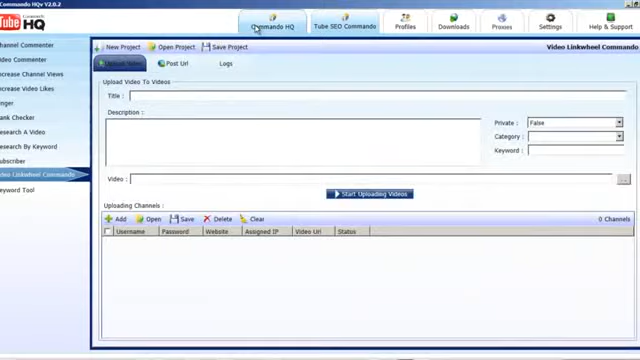 Commando HQv V2.0.2
Tube
HQ
Commando HQ
Tube SEO Commando
Profiles
Downloads
Proxies
Settings
Help & Support
hannel Commenter
ideo Commenter
crease Channel Views
crease Video Likes
nger
ank Checker
esearch A Video
esearch By Keyword
ubscriber
ideo Linkwheel Commando
eyword Tool
New Project
Open Project
Save Project
Video Linkwheel Commando
Upload Video
Post Url
Logs
Upload Video To Videos
Title :
Description :
Private : False
Category :
Keyword :
Video :
...
Start Uploading Videos
Uploading Channels :
Add
Open
Save
Delete
Clear
0 Channels
Username Password Website Assigned IP Video Url Status